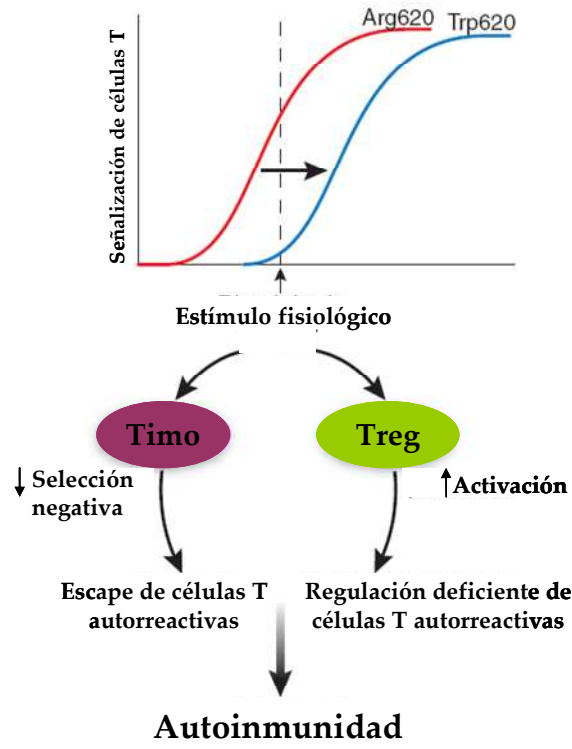 Arg620 Trp620
Señalización de células T
Estímulo fisiológico
Timo
Treg
↓ Selección
negativa
↑Activación
Escape de células T
autorreactivas
Regulación deficiente de
células T autorreactivas
Autoinmunidad